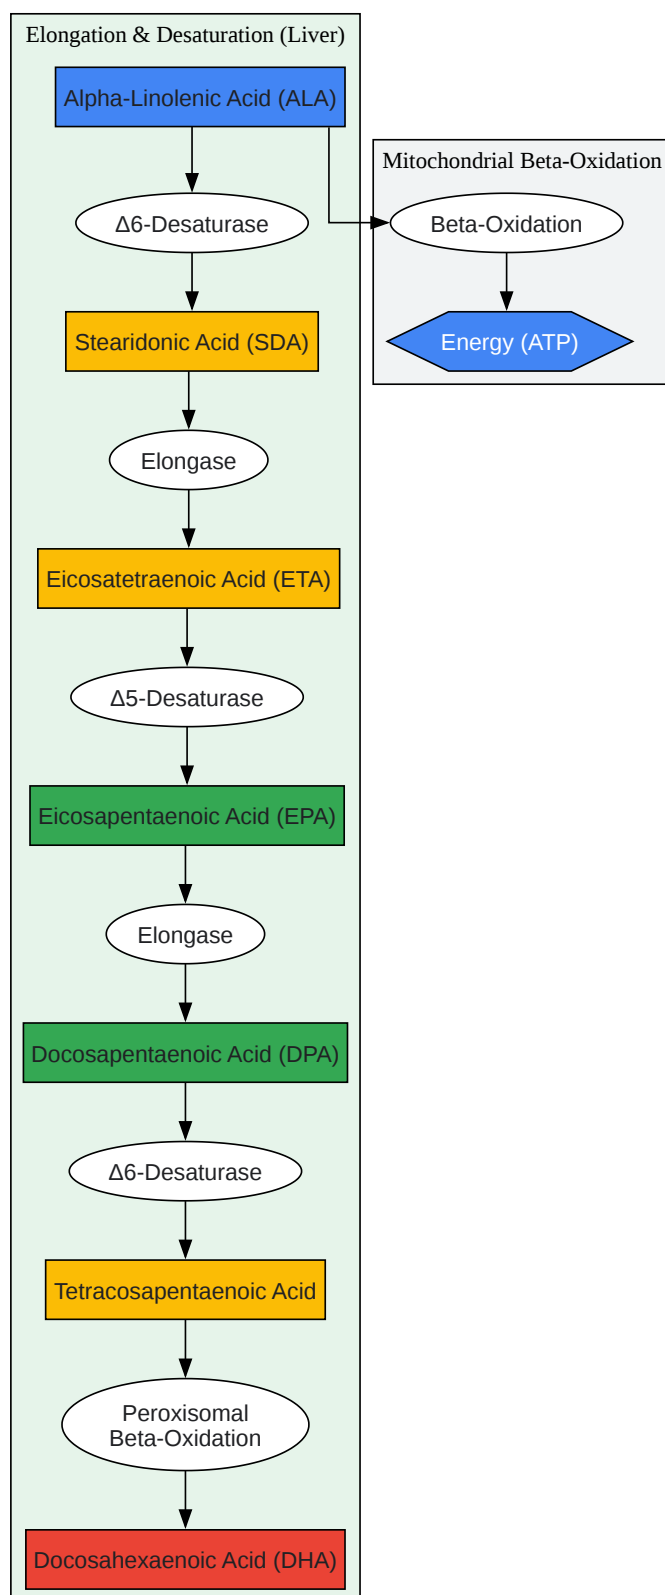 Elongation & Desaturation (Liver)
Alpha-Linolenic Acid (ALA)
Mitochondrial Beta-Oxidation
Δ6-Desaturase
Beta-Oxidation
Stearidonic Acid (SDA)
Energy (ATP)
Elongase
Eicosatetraenoic Acid (ETA)
Δ5-Desaturase
Eicosapentaenoic Acid (EPA)
Elongase
Docosapentaenoic Acid (DPA)
Δ6-Desaturase
Tetracosapentaenoic Acid
Peroxisomal
Beta-Oxidation
Docosahexaenoic Acid (DHA)